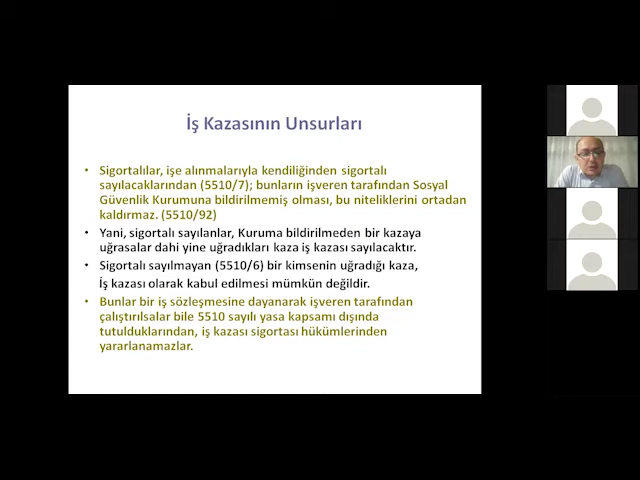 İş Kazasının Unsurları
• Sigortalılar, işe alınmalarıyla kendiliğinden sigortalı
sayılacaklarından (5510/7); bunların işveren tarafından Sosyal
Güvenlik Kurumuna bildirilmemiş olması, bu niteliklerini ortadan
kaldırmaz. (5510/92)
• Yani, sigortalı sayılanlar, Kuruma bildirilmeden bir kazaya
uğrasalar dahi yine uğradıkları kaza iş kazası sayılacaktır.
• Sigortalı sayılmayan (5510/6) bir kimsenin uğradığı kaza,
İş kazası olarak kabul edilmesi mümkün değildir.
• Bunlar bir iş sözleşmesine dayanarak işveren tarafından
çalıştırılsalar bile 5510 sayılı yasa kapsamı dışında
tutulduklarından, iş kazası sigortası hükümlerinden
yararlanamazlar.